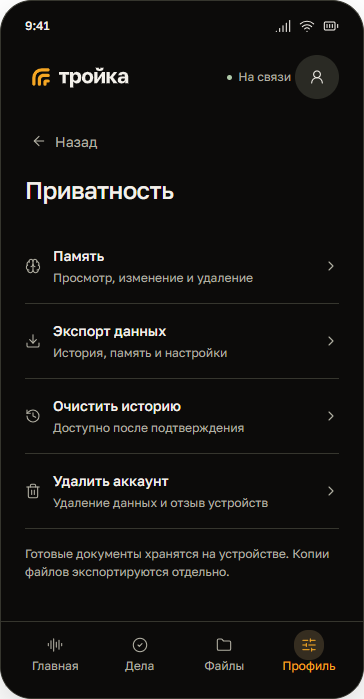 9:41
тройка
На связи
Назад
Приватность
Память
Просмотр, изменение и удаление
Экспорт данных
История, память и настройки
Очистить историю
Доступно после подтверждения
Удалить аккаунт
Удаление данных и отзыв устройств
Готовые документы хранятся на устройстве. Копии
файлов экспортируются отдельно.
Главная
Дела
Файлы
Профиль